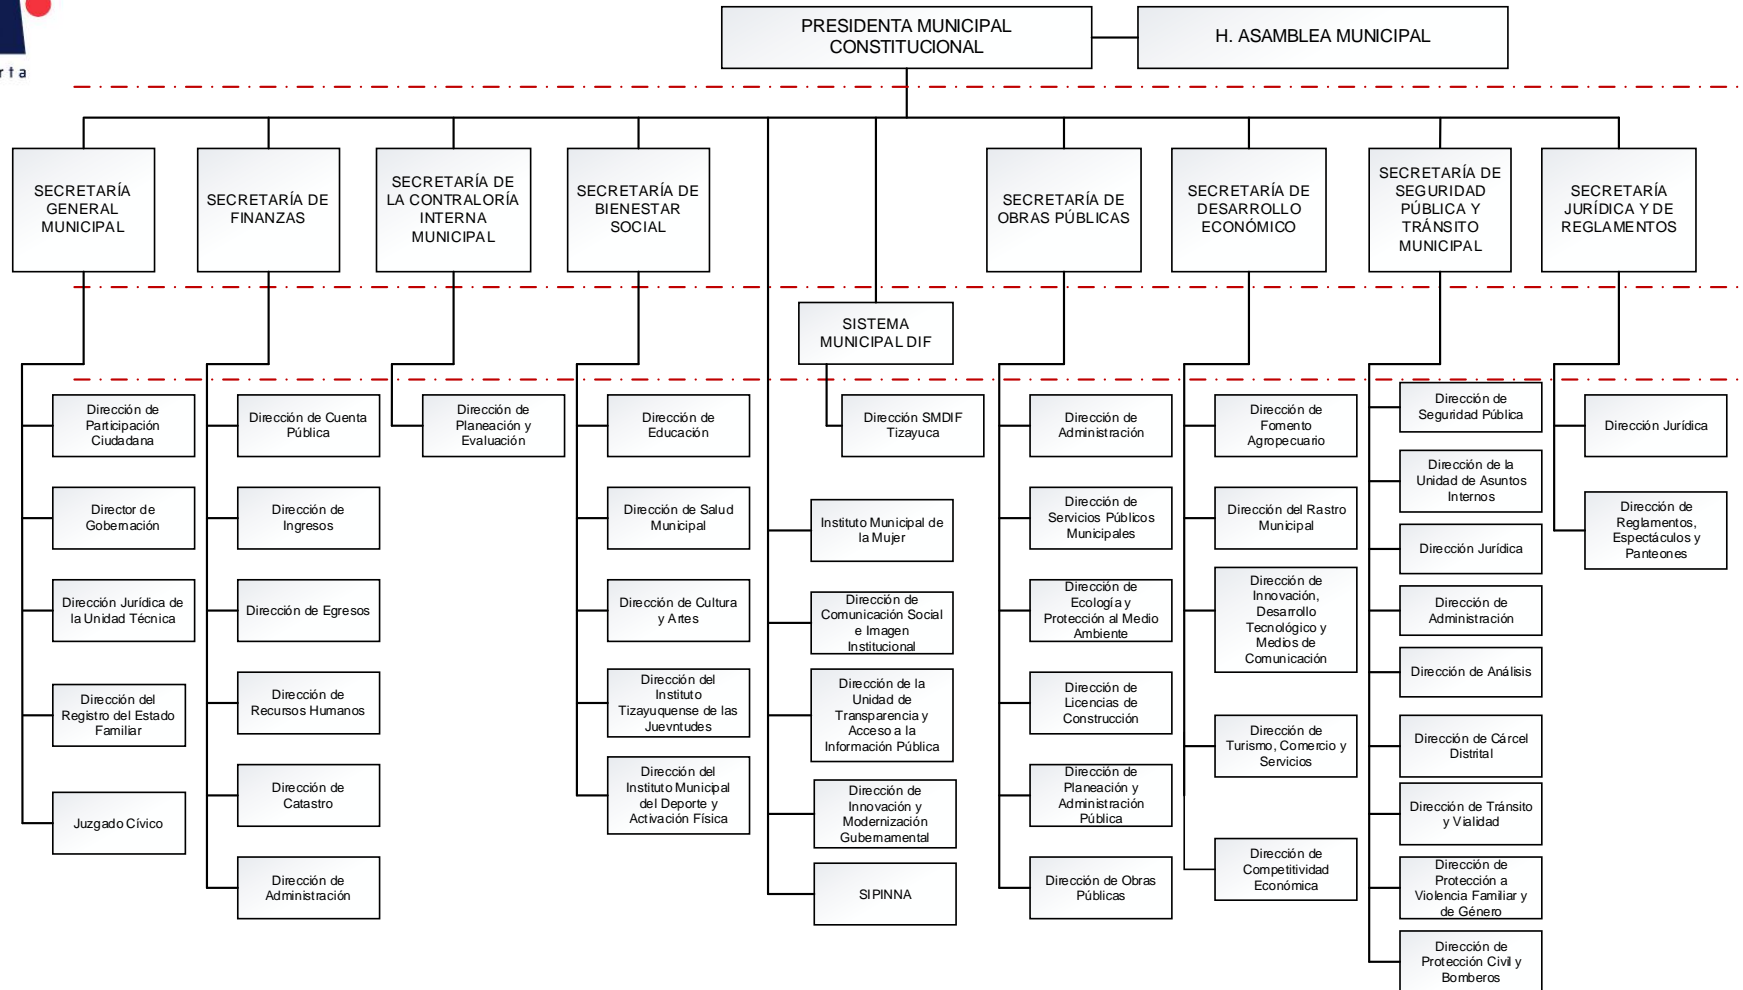 rta
PRESIDENTA MUNICIPAL
CONSTITUCIONAL
H. ASAMBLEA MUNICIPAL
SECRETARÍA
GENERAL
MUNICIPAL
SECRETARÍA DE
FINANZAS
SECRETARÍA DE
LA CONTRALORÍA
INTERNA
MUNICIPAL
SECRETARÍA DE
BIENESTAR
SOCIAL
SECRETARÍA DE
OBRAS PÚBLICAS
SECRETARÍA DE
DESARROLLO
ECONÓMICO
SECRETARÍA DE
SEGURIDAD
PÚBLICA Y
TRÁNSITO
MUNICIPAL
SECRETARÍA
JURÍDICA Y DE
REGLAMENTOS
SISTEMA
MUNICIPAL DIF
Dirección de
Participación
Ciudadana
Director de
Gobernación
Dirección Jurídica de
la Unidad Técnica
Dirección del
Registro del Estado
Familiar
Juzgado Cívico
Dirección de Cuenta
Pública
Dirección de
Ingresos
Dirección de Egresos
Dirección de
Recursos Humanos
Dirección de
Catastro
Dirección de
Administración
Dirección de
Planeación y
Evaluación
Dirección de
Educación
Dirección de Salud
Municipal
Dirección de Cultura
y Artes
Dirección del
Instituto
Tizayuquense de las
Juevntudes
Dirección del
Instituto Municipal
del Deporte y
Activación Física
Dirección SMDIF
Tizayuca
Instituto Municipal de
la Mujer
Dirección de
Comunicación Social
e Imagen
Institucional
Dirección de la
Unidad de
Transparencia y
Acceso a la
Información Pública
Dirección de
Innovación y
Modernización
Gubernamental
SIPINNA
Dirección de
Administración
Dirección de
Servicios Públicos
Municipales
Dirección de
Ecología y
Protección al Medio
Ambiente
Dirección de
Licencias de
Construcción
Dirección de
Planeación y
Administración
Pública
Dirección de Obras
Públicas
Dirección de
Fomento
Agropecuario
Dirección del Rastro
Municipal
Dirección de
Innovación,
Desarrollo
Tecnológico y
Medios de
Comunicación
Dirección de
Turismo, Comercio y
Servicios
Dirección de
Competitividad
Económica
Dirección de
Seguridad Pública
Dirección de la
Unidad de Asuntos
Internos
Dirección Jurídica
Dirección de
Administración
Dirección de Análisis
Dirección de Cárcel
Distrital
Dirección de Tránsito
y Vialidad
Dirección de
Protección a
Violencia Familiar y
de Género
Dirección de
Protección Civil y
Bomberos
Dirección Jurídica
Dirección de
Reglamentos,
Espectáculos y
Panteones